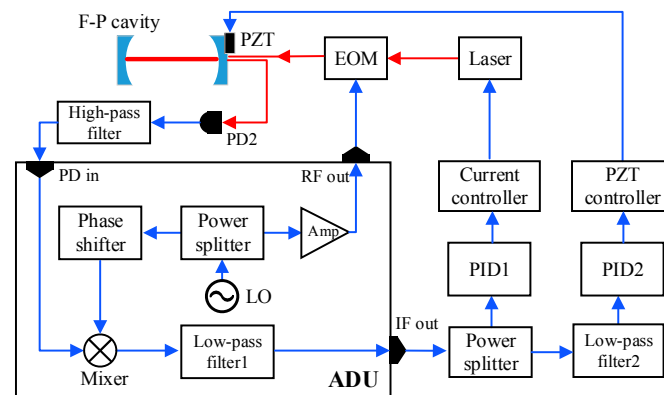 F-P cavity
PZT
EOM
Laser
High-pass
filter
PD2
PD in
RF out
Current
controller
PZT
controller
Phase
shifter
Power
splitter
Amp
PID1
PID2
LO
IF out
Mixer
Low-pass
filter1
Power
splitter
Low-pass
filter2
ADU